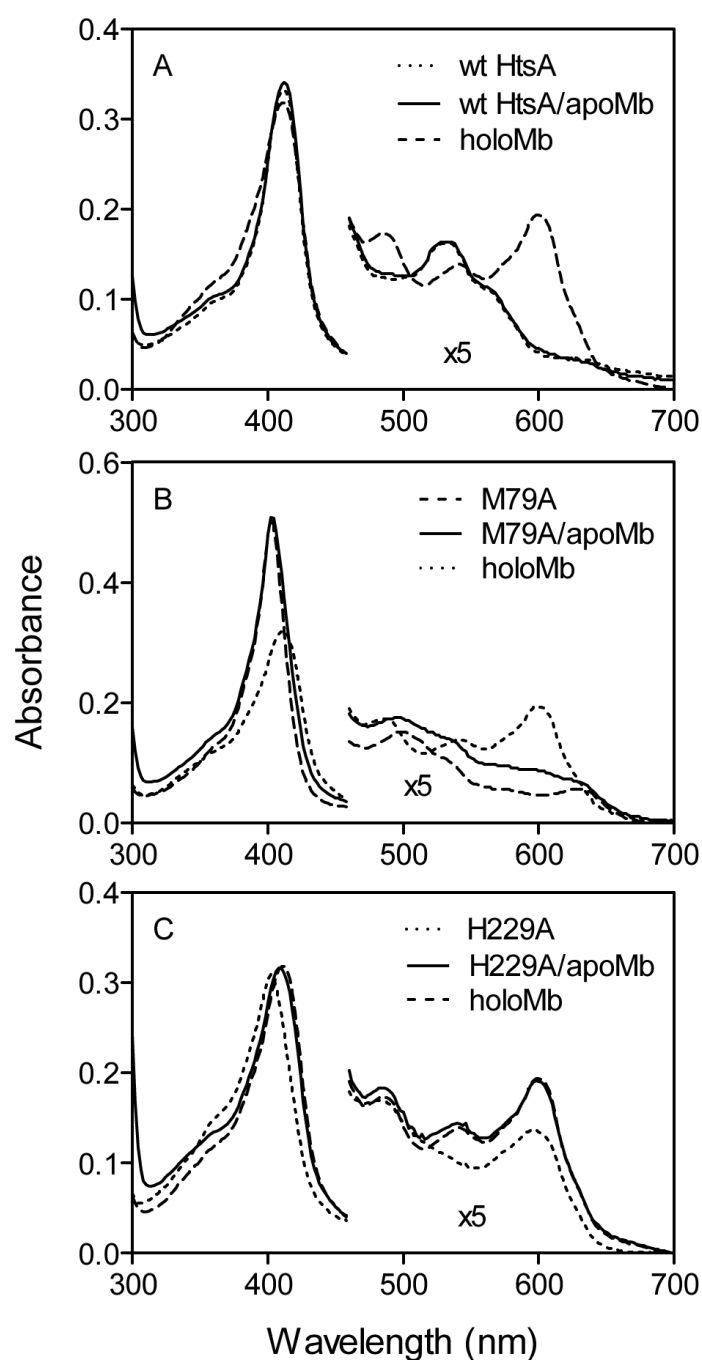 0.4
A
wt HtsA
wt HtsA/apoMb
holoMb
0.3
0.2
0.1
x5
0.0
300 400 500 600 700
0.6
B
M79A
M79A/apoMb
holoMb
0.4
0.2
x5
0.0
300 400 500 600 700
Absorbance
0.4
C
H229A
H229A/apoMb
holoMb
0.3
0.2
0.1
x5
0.0
300 400 500 600 700
Wavelength (nm)